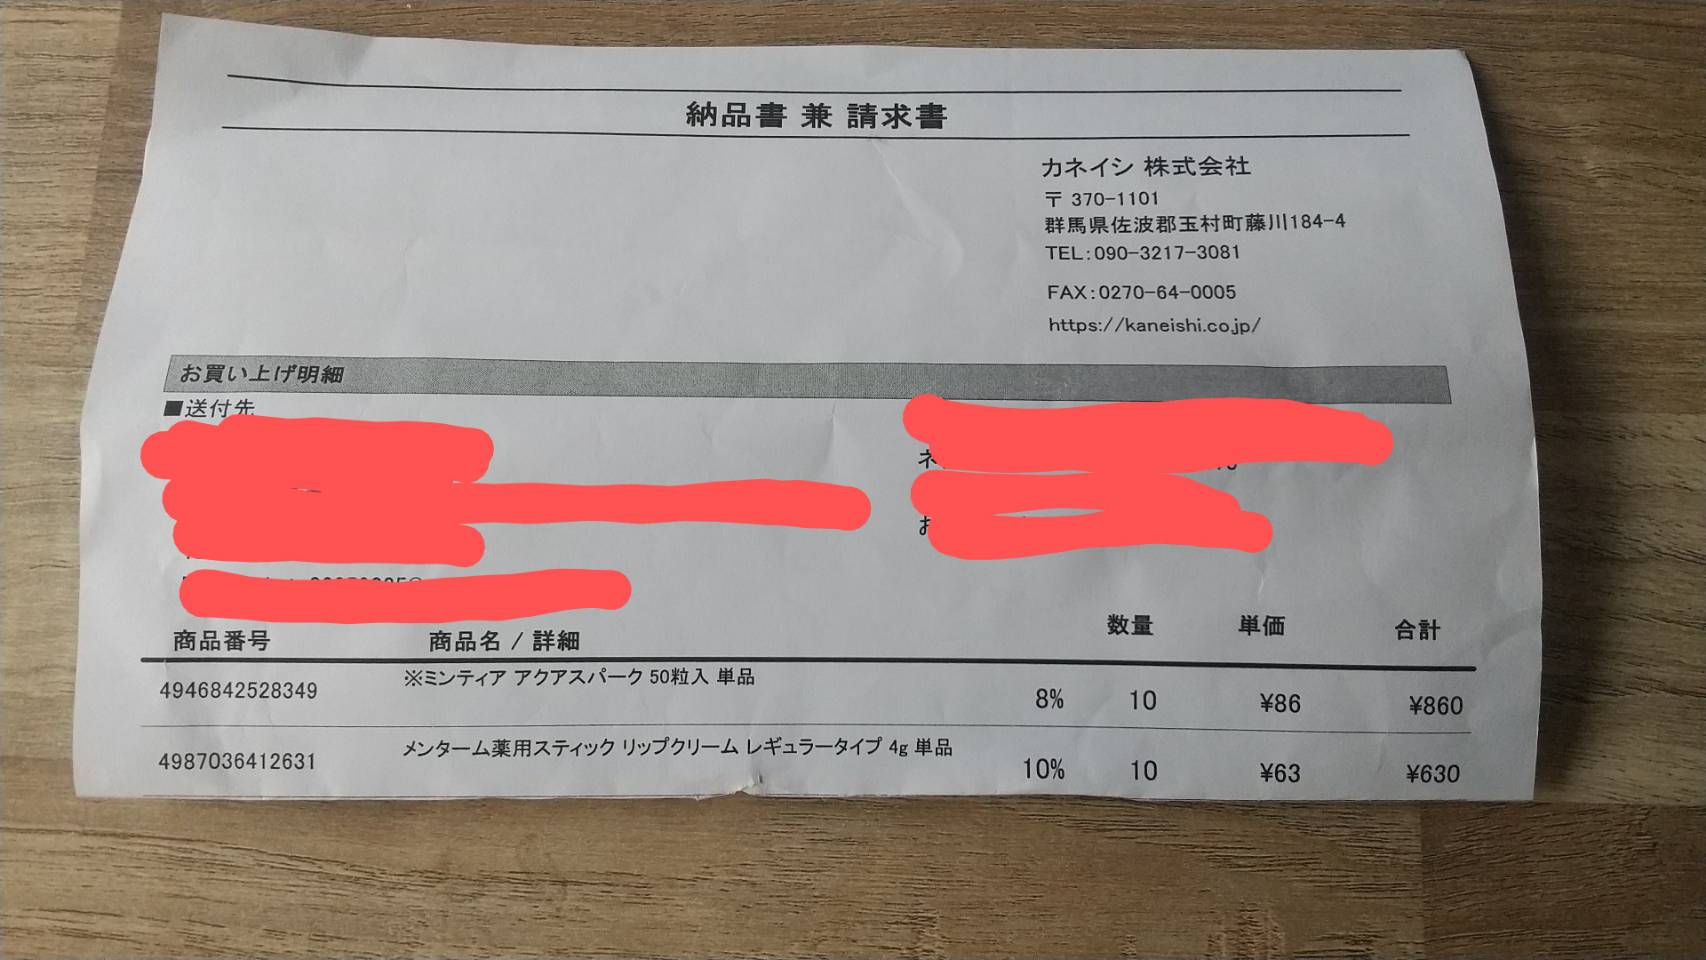 納品書 兼 請求書
カネイシ 株式会社
〒 370-1101
群馬県佐波郡玉村町藤川184-4
TEL:090-3217-3081
FAX:0270-64-0005
https://kaneishi.co.jp/
お買い上げ明細
■送付先
商品番号 商品名 / 詳細 数量 単価 合計
4946842528349 ※ミンティア アクアスパーク 50粒入 単品 8% 10 ¥86 ¥860
4987036412631 メンターム薬用スティック リップクリーム レギュラータイプ 4g 単品 10% 10 ¥63 ¥630